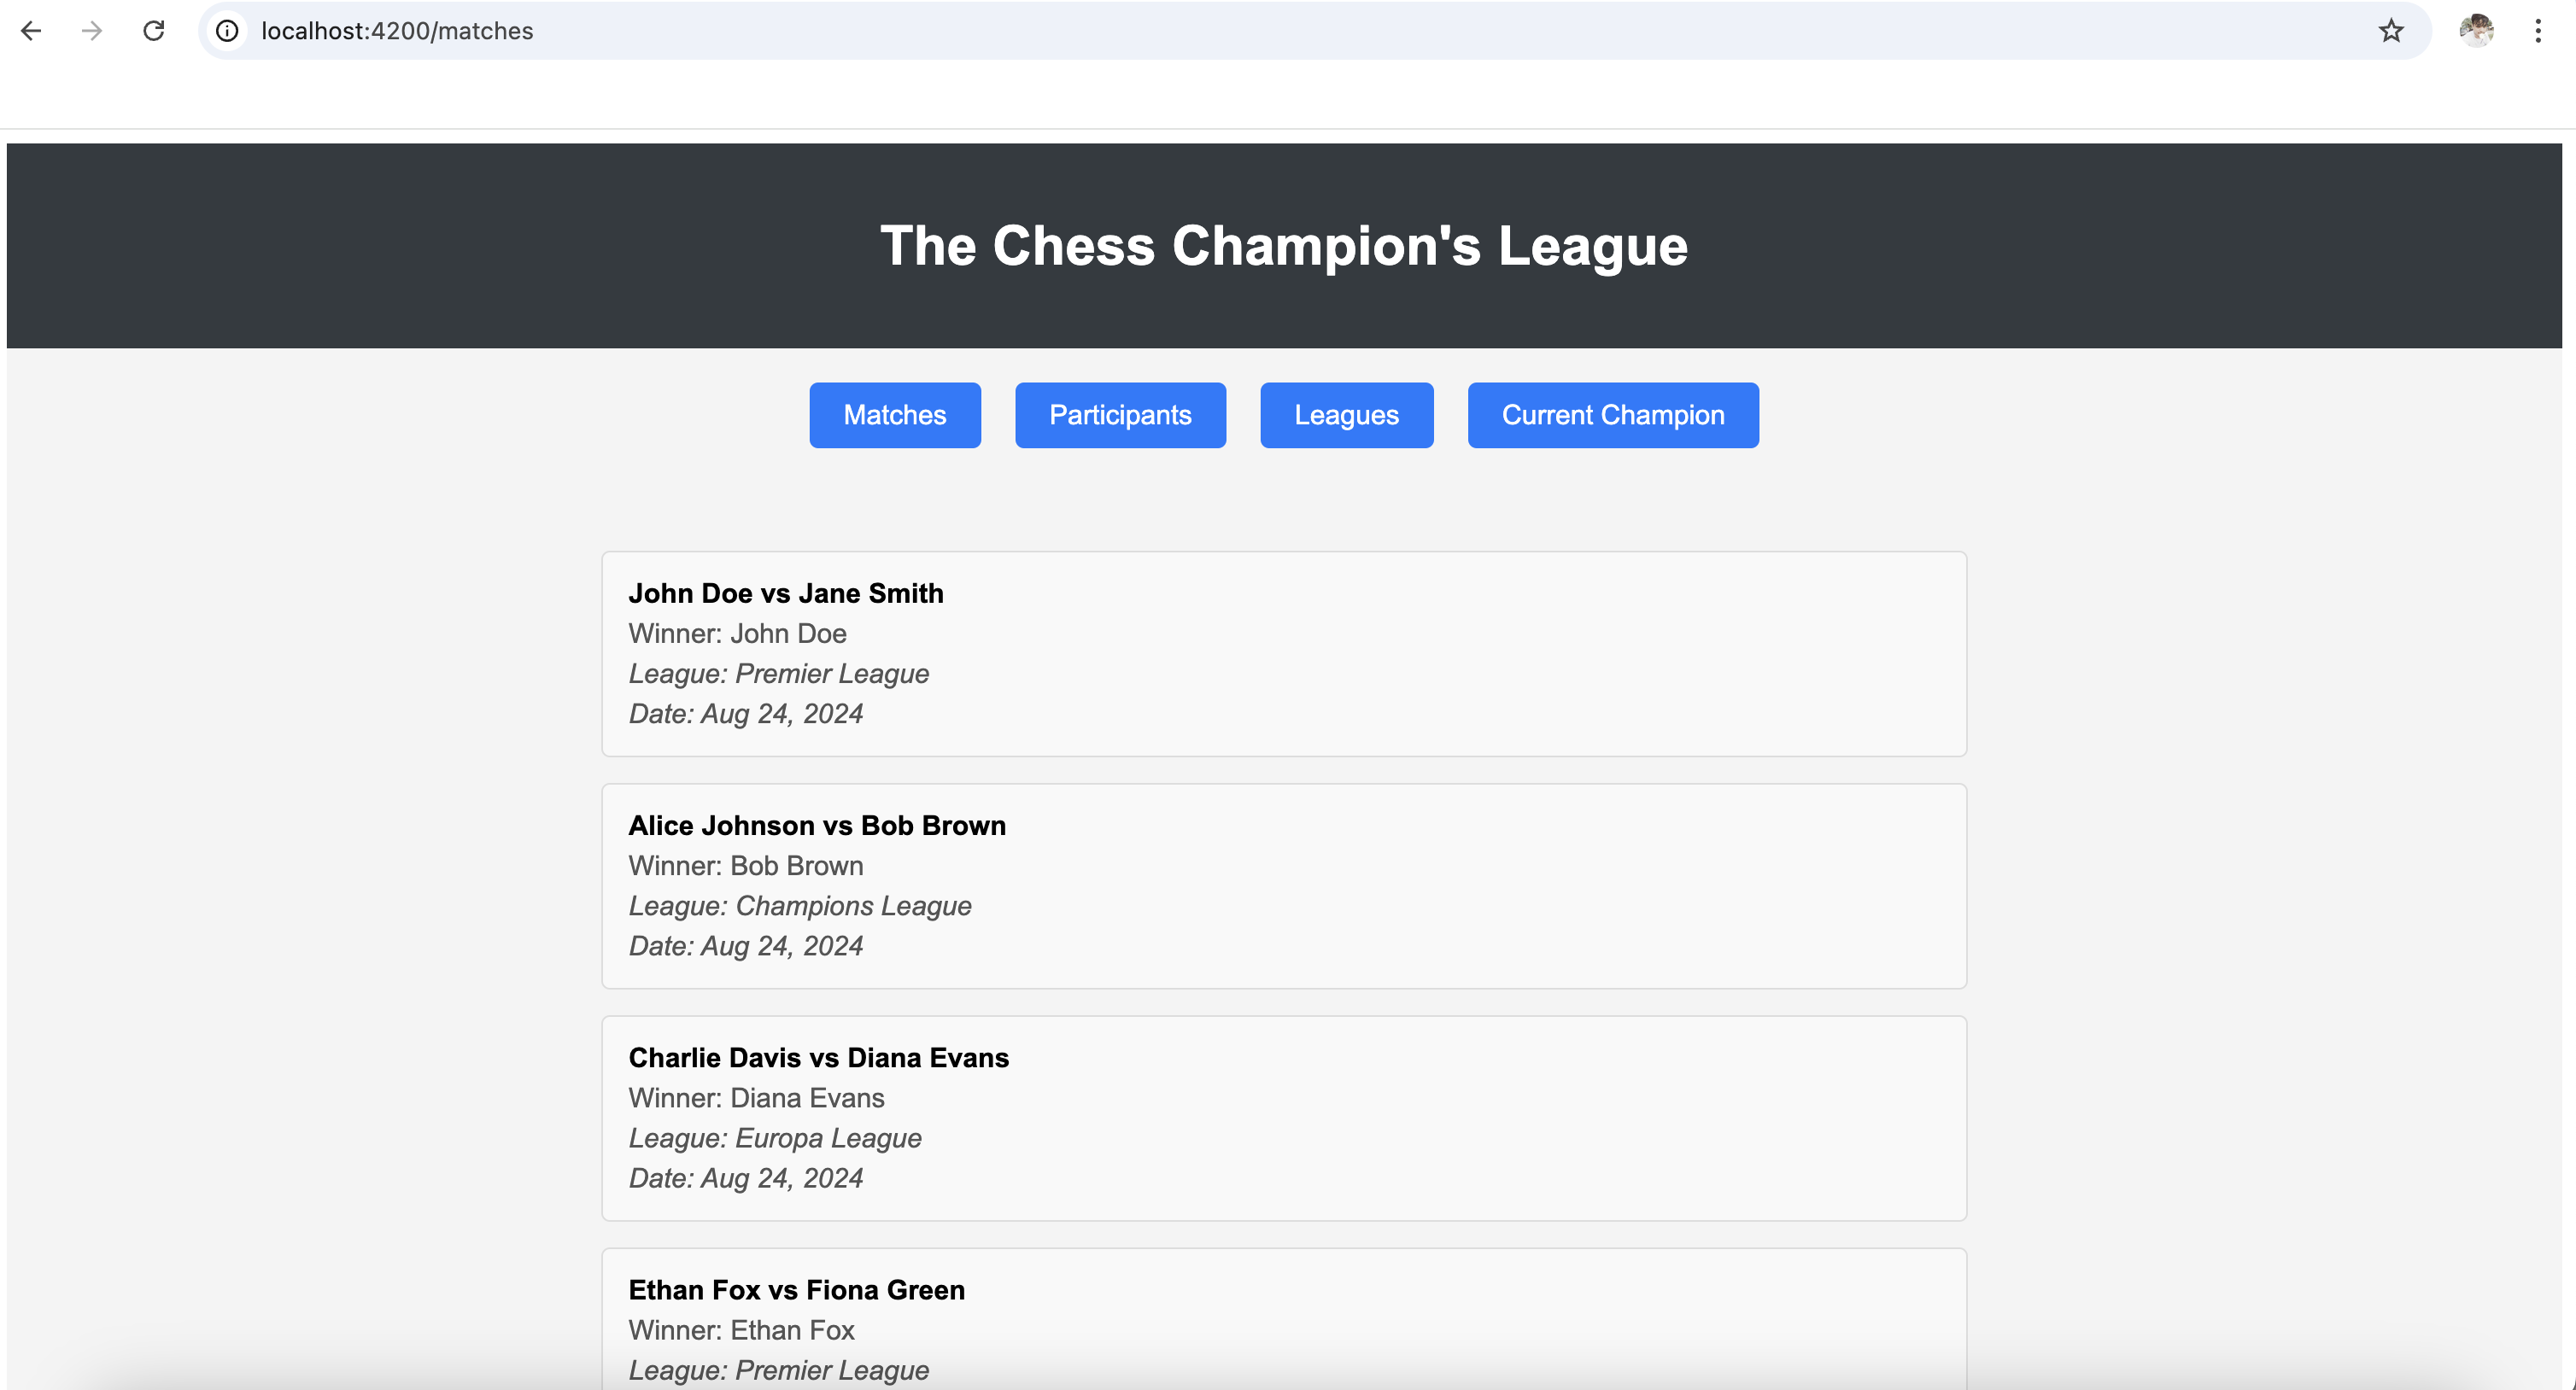 localhost:4200/matches
The Chess Champion's League
Matches Participants Leagues Current Champion
John Doe vs Jane Smith
Winner: John Doe
League: Premier League
Date: Aug 24, 2024
Alice Johnson vs Bob Brown
Winner: Bob Brown
League: Champions League
Date: Aug 24, 2024
Charlie Davis vs Diana Evans
Winner: Diana Evans
League: Europa League
Date: Aug 24, 2024
Ethan Fox vs Fiona Green
Winner: Ethan Fox
League: Premier League